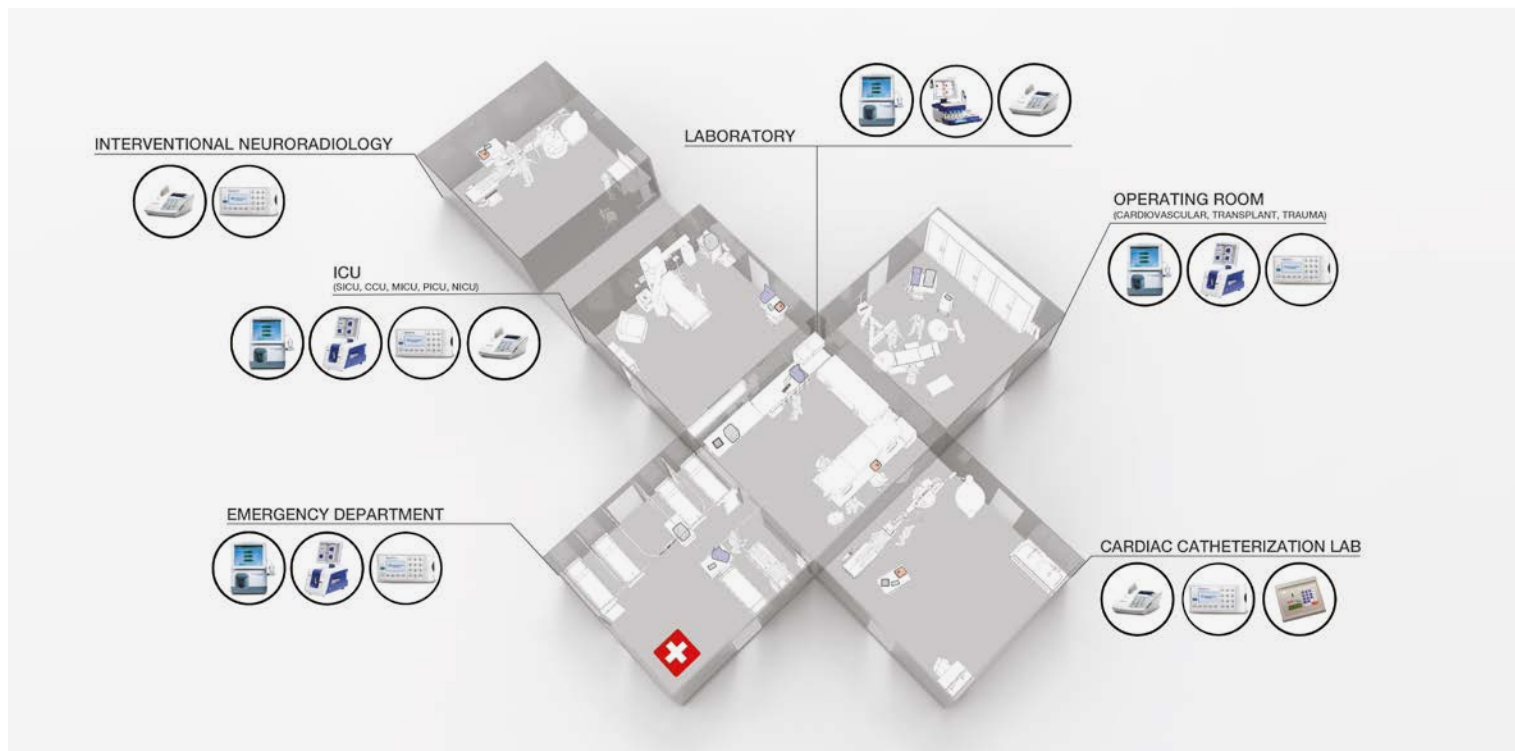 INTERVENTIONAL NEURORADIOLOGY
LABORATORY
OPERATING ROOM
(CARDIOVASCULAR, TRANSPLANT, TRAUMA)
ICU
(SICU, CCU, MICU, PICU, NICU)
EMERGENCY DEPARTMENT
CARDIAC CATHETERIZATION LAB